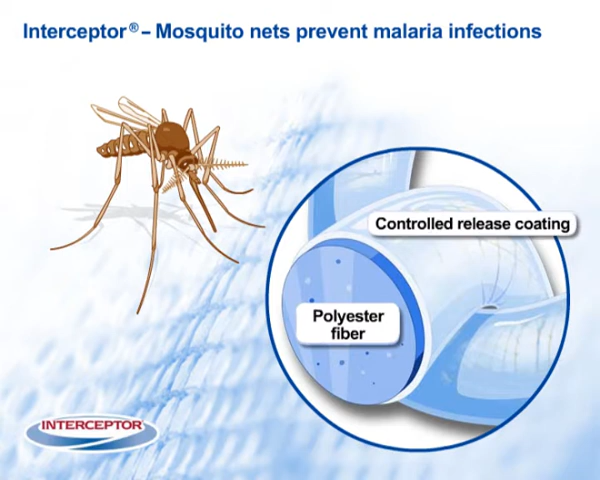 Interceptor® – Mosquito nets prevent malaria infections
Controlled release coating
Polyester
fiber
INTERCEPTOR